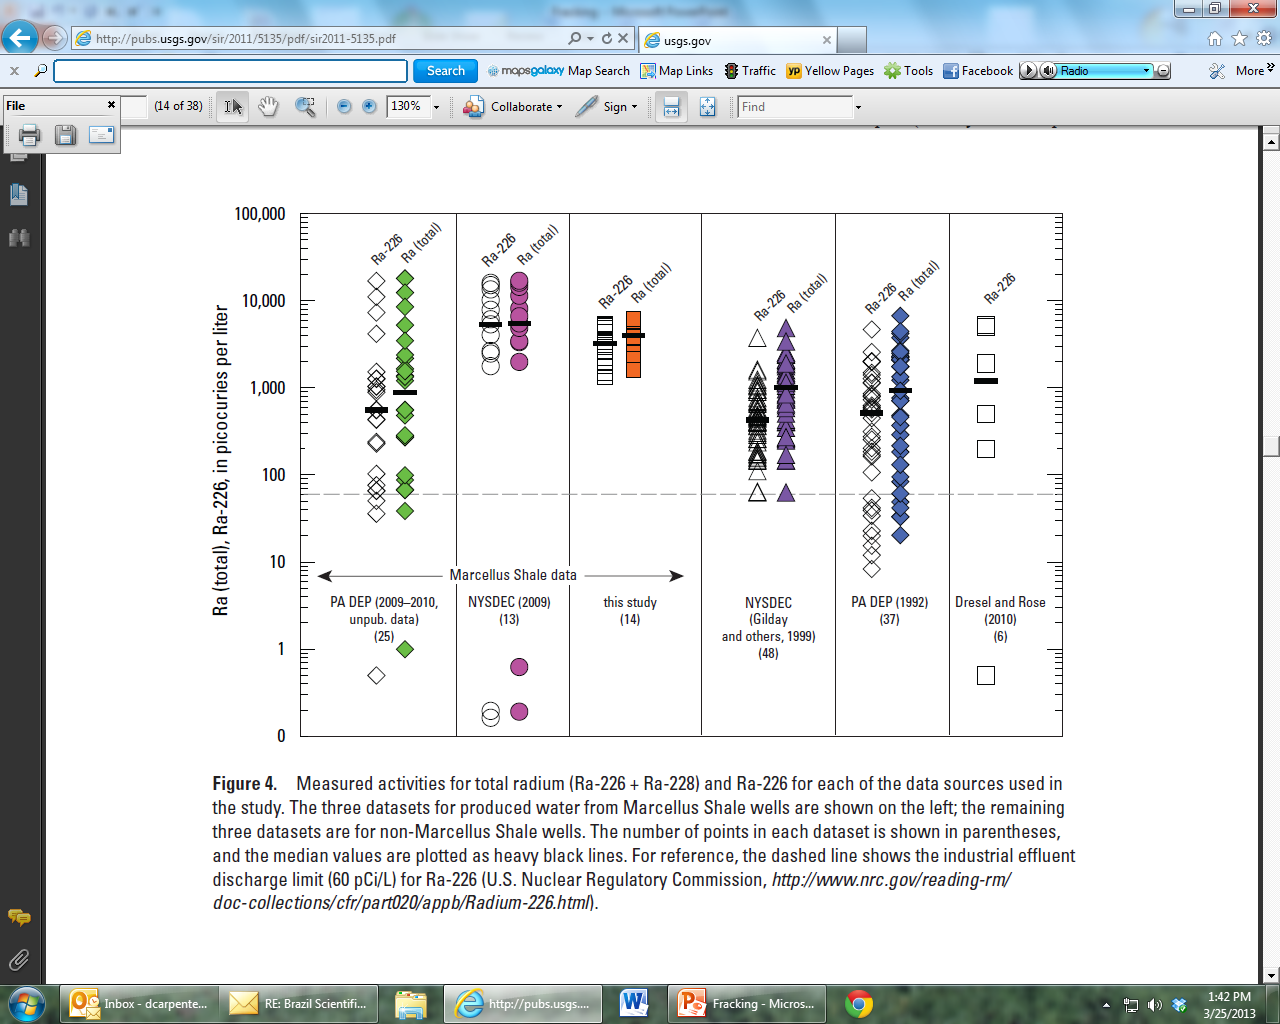 Fracking - Microsoft PowerPoint
http://pubs.usgs.gov/sir/2011/5135/pdf/sir2011-5135.pdf
usgs.gov
x
Search
mapsgalaxy Map Search
Map Links
Traffic
yp Yellow Pages
Tools
Facebook
Radio
More
File
(14 of 38)
130%
Collaborate
Sign
Find
100,000
10,000
1,000
100
10
1
0
Ra (total), Ra-226, in picocuries per liter
Ra-226
Ra (total)
Ra-226
Ra (total)
Ra-226
Ra (total)
Ra-226
Ra (total)
Ra-226
Ra (total)
Ra-226
Marcellus Shale data
PA DEP (2009–2010,
unpub. data)
(25)
NYSDEC (2009)
(13)
this study
(14)
NYSDEC
(Gilday
and others, 1999)
(48)
PA DEP (1992)
(37)
Dresel and Rose
(2010)
(6)
Figure 4. Measured activities for total radium (Ra-226 + Ra-228) and Ra-226 for each of the data sources used in
the study. The three datasets for produced water from Marcellus Shale wells are shown on the left; the remaining
three datasets are for non-Marcellus Shale wells. The number of points in each dataset is shown in parentheses,
and the median values are plotted as heavy black lines. For reference, the dashed line shows the industrial effluent
discharge limit (60 pCi/L) for Ra-226 (U.S. Nuclear Regulatory Commission, http://www.nrc.gov/reading-rm/
doc-collections/cfr/part020/appb/Radium-226.html).
Inbox - dcarpente...
RE: Brazil Scientifi...
http://pubs.usgs....
Fracking - Micros...
1:42 PM
3/25/2013